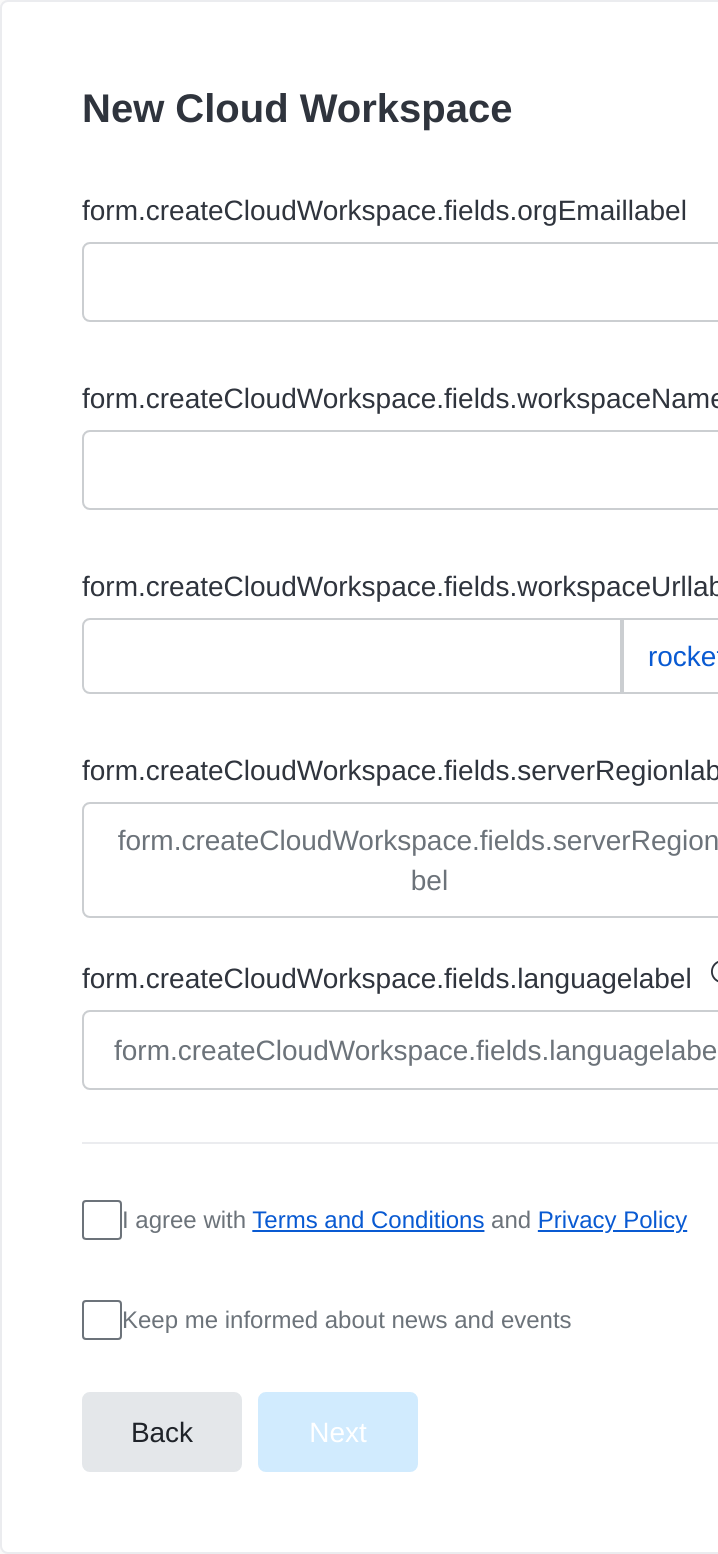 New Cloud Workspace
form.createCloudWorkspace.fields.orgEmaillabel
form.createCloudWorkspace.fields.workspaceName
form.createCloudWorkspace.fields.workspaceUrllab
rocket
form.createCloudWorkspace.fields.serverRegionlab
form.createCloudWorkspace.fields.serverRegion
bel
form.createCloudWorkspace.fields.languagelabel
form.createCloudWorkspace.fields.languagelabe
I agree with Terms and Conditions and Privacy Policy
Keep me informed about news and events
Back
Next